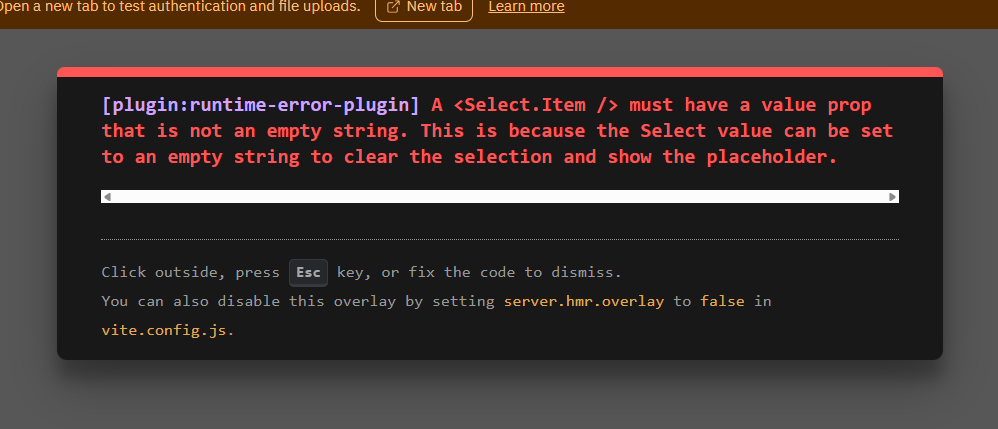 Open a new tab to test authentication and file uploads. New tab Learn more
[plugin:runtime-error-plugin] A <Select.Item /> must have a value prop
that is not an empty string. This is because the Select value can be set
to an empty string to clear the selection and show the placeholder.
Click outside, press Esc key, or fix the code to dismiss.
You can also disable this overlay by setting server.hmr.overlay to false in
vite.config.js.